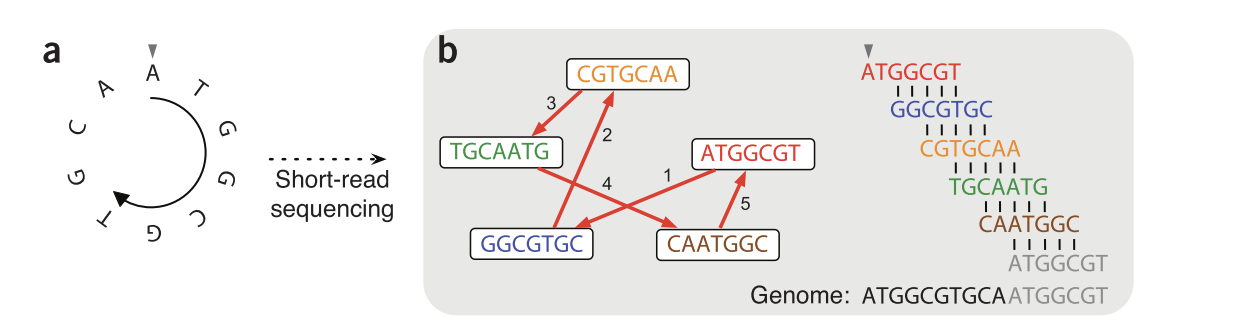 a
A T G G C G T G C A
Short-read
sequencing
b
CGTGCAA
TGCAATG
ATGGCGT
GGCGTGC
CAATGGC
3
2
1
4
5
ATGGCGT
GGCGTGC
CGTGCAA
TGCAATG
CAATGGC
ATGGCGT
Genome: ATGGCGTGCAATGGCGT